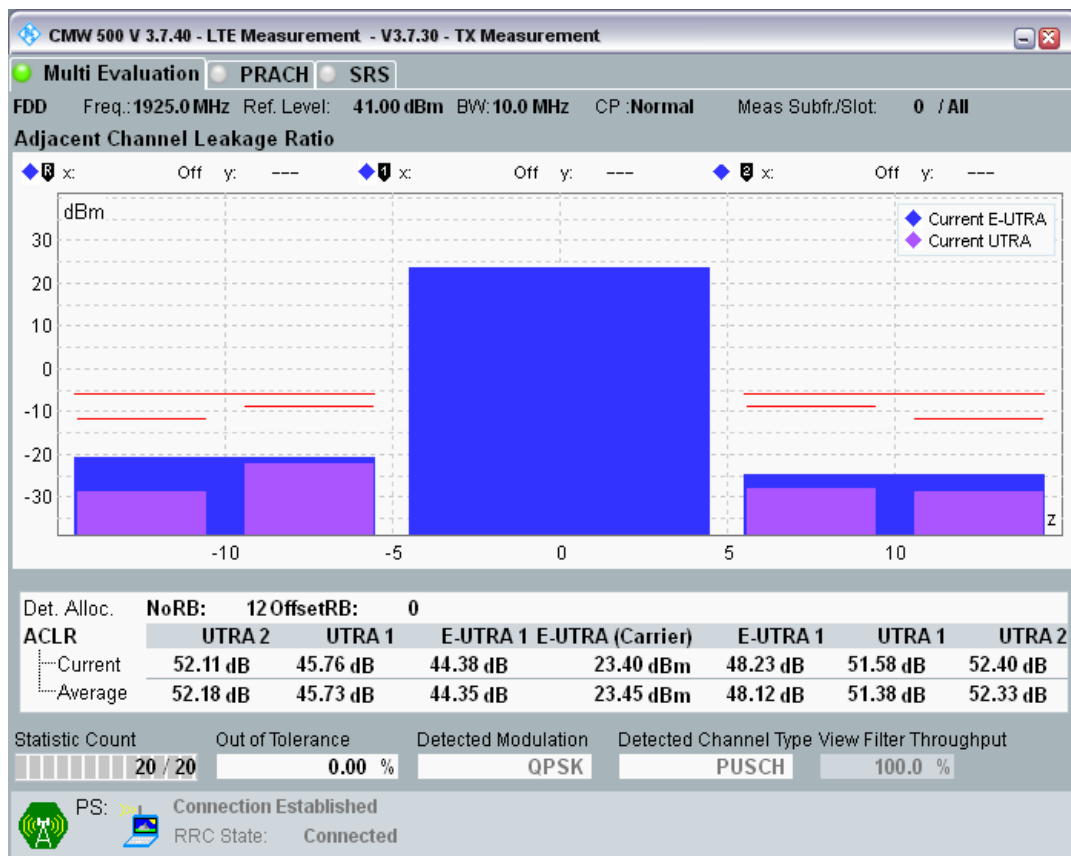 CMW 500 V 3.7.40 - LTE Measurement - V3.7.30 - TX Measurement
Multi Evaluation PRACH SRS
FDD Freq.: 1925.0 MHz Ref. Level: 41.00 dBm BW: 10.0 MHz CP :Normal Meas Subfr./Slot: 0 / All
Adjacent Channel Leakage Ratio
R x: Off y: --- 1 x: Off y: --- 2 x: Off y: ---
dBm
Current E-UTRA
Current UTRA
30
20
10
0
-10
-20
-30
z
-10 -5 0 5 10
Det. Alloc. NoRB: 12 OffsetRB: 0
ACLR UTRA 2 UTRA 1 E-UTRA 1 E-UTRA (Carrier) E-UTRA 1 UTRA 1 UTRA 2
Current 52.11 dB 45.76 dB 44.38 dB 23.40 dBm 48.23 dB 51.58 dB 52.40 dB
Average 52.18 dB 45.73 dB 44.35 dB 23.45 dBm 48.12 dB 51.38 dB 52.33 dB
Statistic Count Out of Tolerance Detected Modulation Detected Channel Type View Filter Throughput
20 / 20 0.00 % QPSK PUSCH 100.0 %
PS: Connection Established
RRC State: Connected